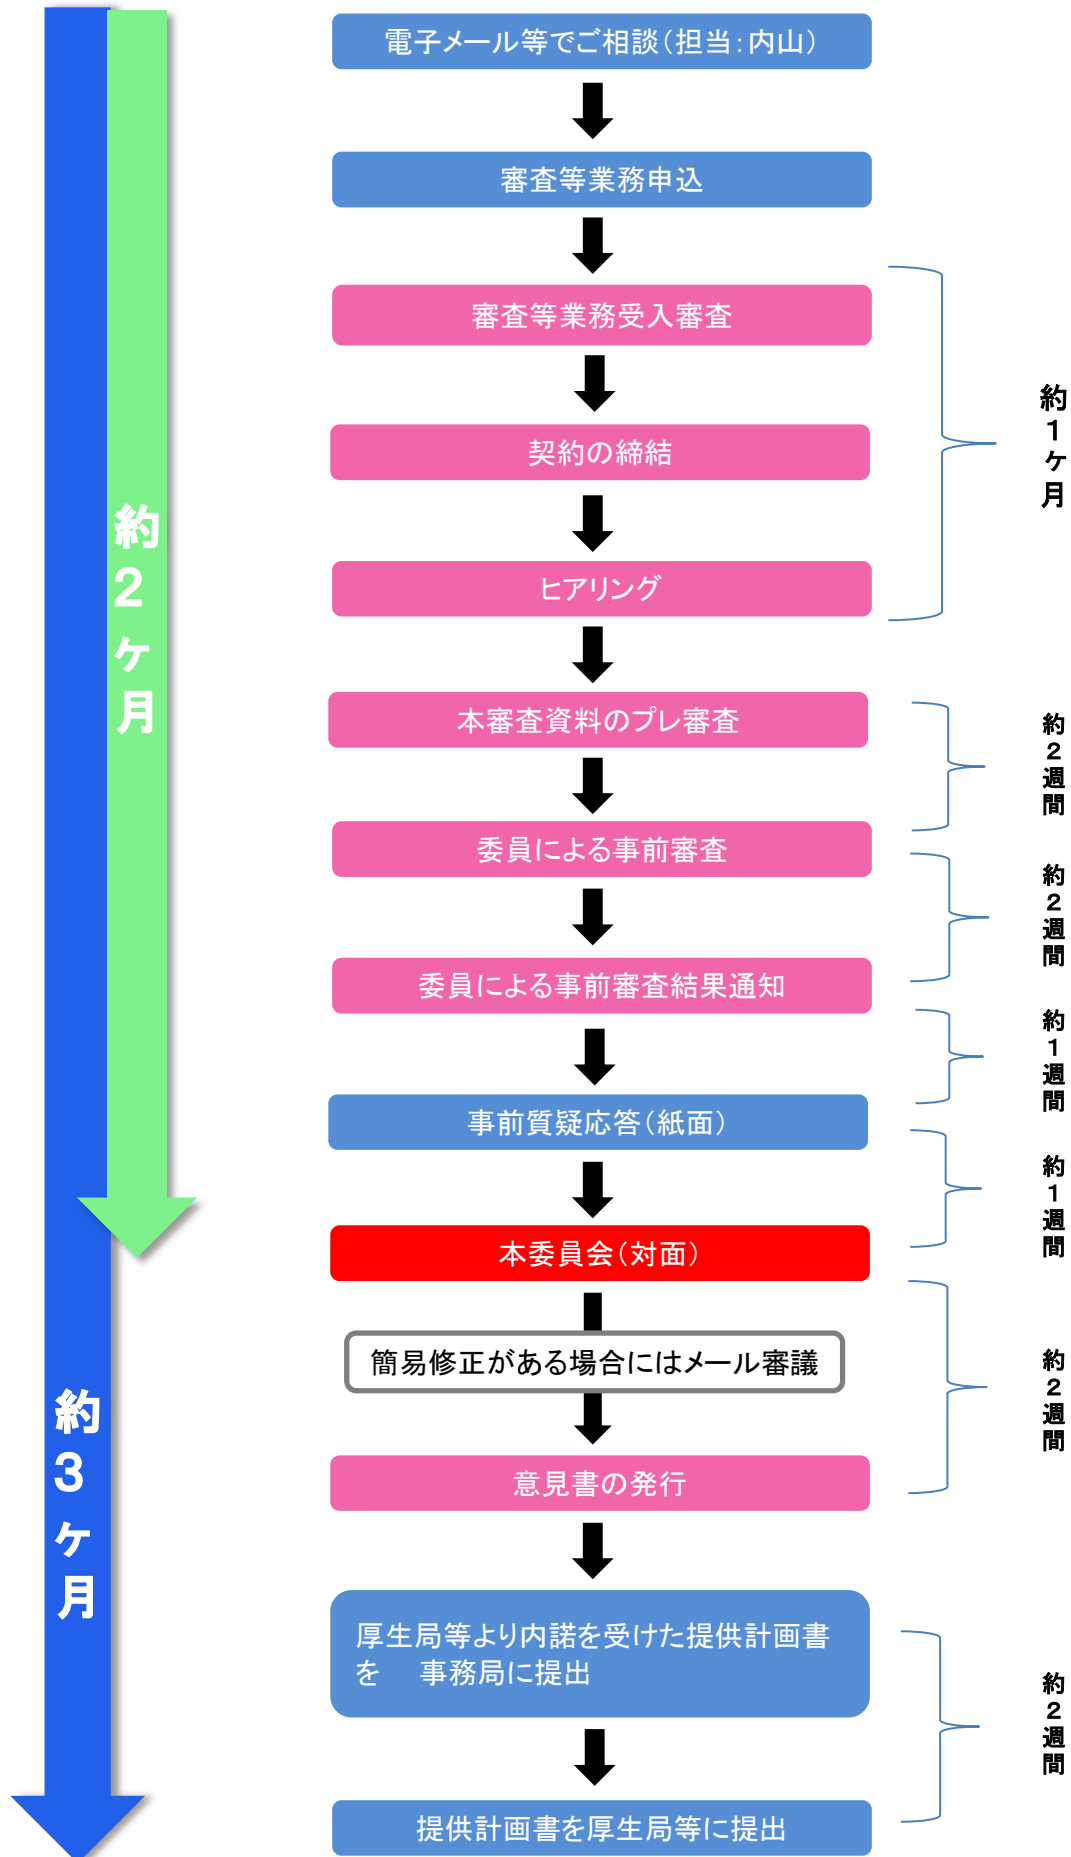 電子メール等でご相談（担当：内山）
審査等業務申込
審査等業務受入審査
契約の締結
ヒアリング
約1ヶ月
本審査資料のプレ審査
約2週間
委員による事前審査
約2週間
委員による事前審査結果通知
約1週間
事前質疑応答（紙面）
約1週間
本委員会（対面）
簡易修正がある場合にはメール審議
約2週間
意見書の発行
厚生局等より内諾を受けた提供計画書
を　事務局に提出
約2週間
提供計画書を厚生局等に提出
約2ヶ月
約3ヶ月